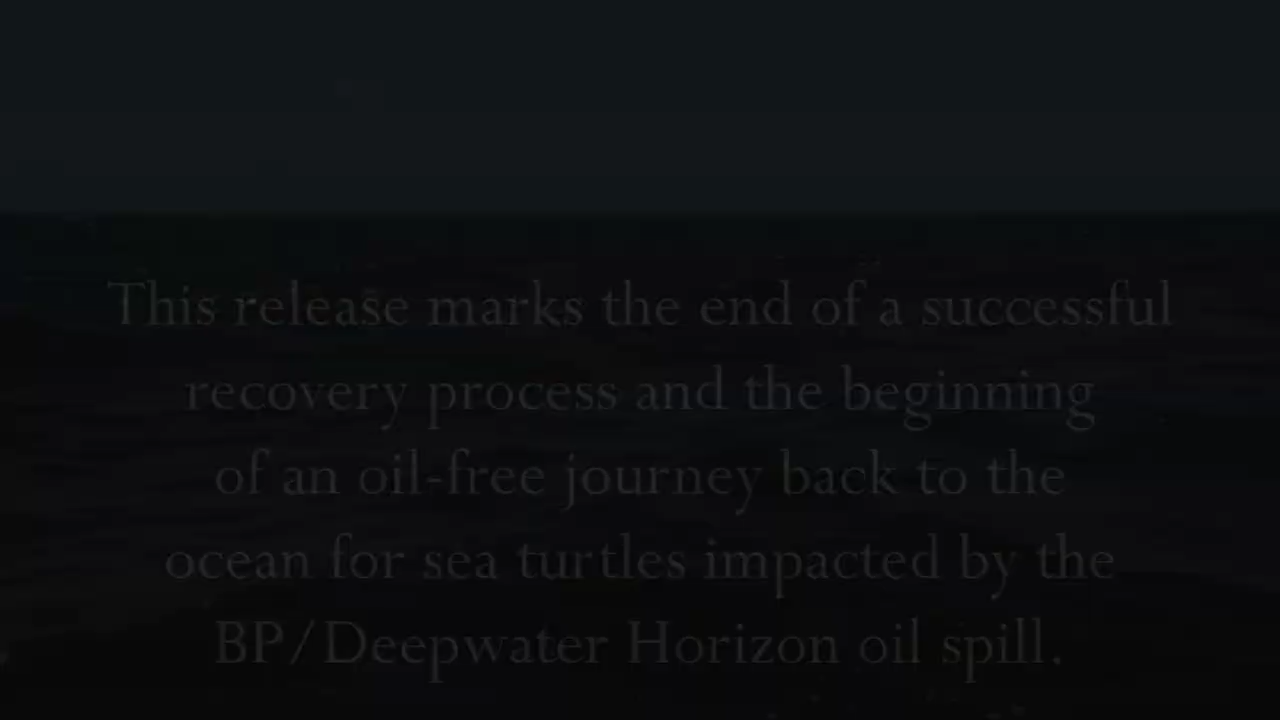 This release marks the end of a successful
recovery process and the beginning
of an oil-free journey back to the
ocean for sea turtles impacted by the
BP/Deepwater Horizon oil spill.